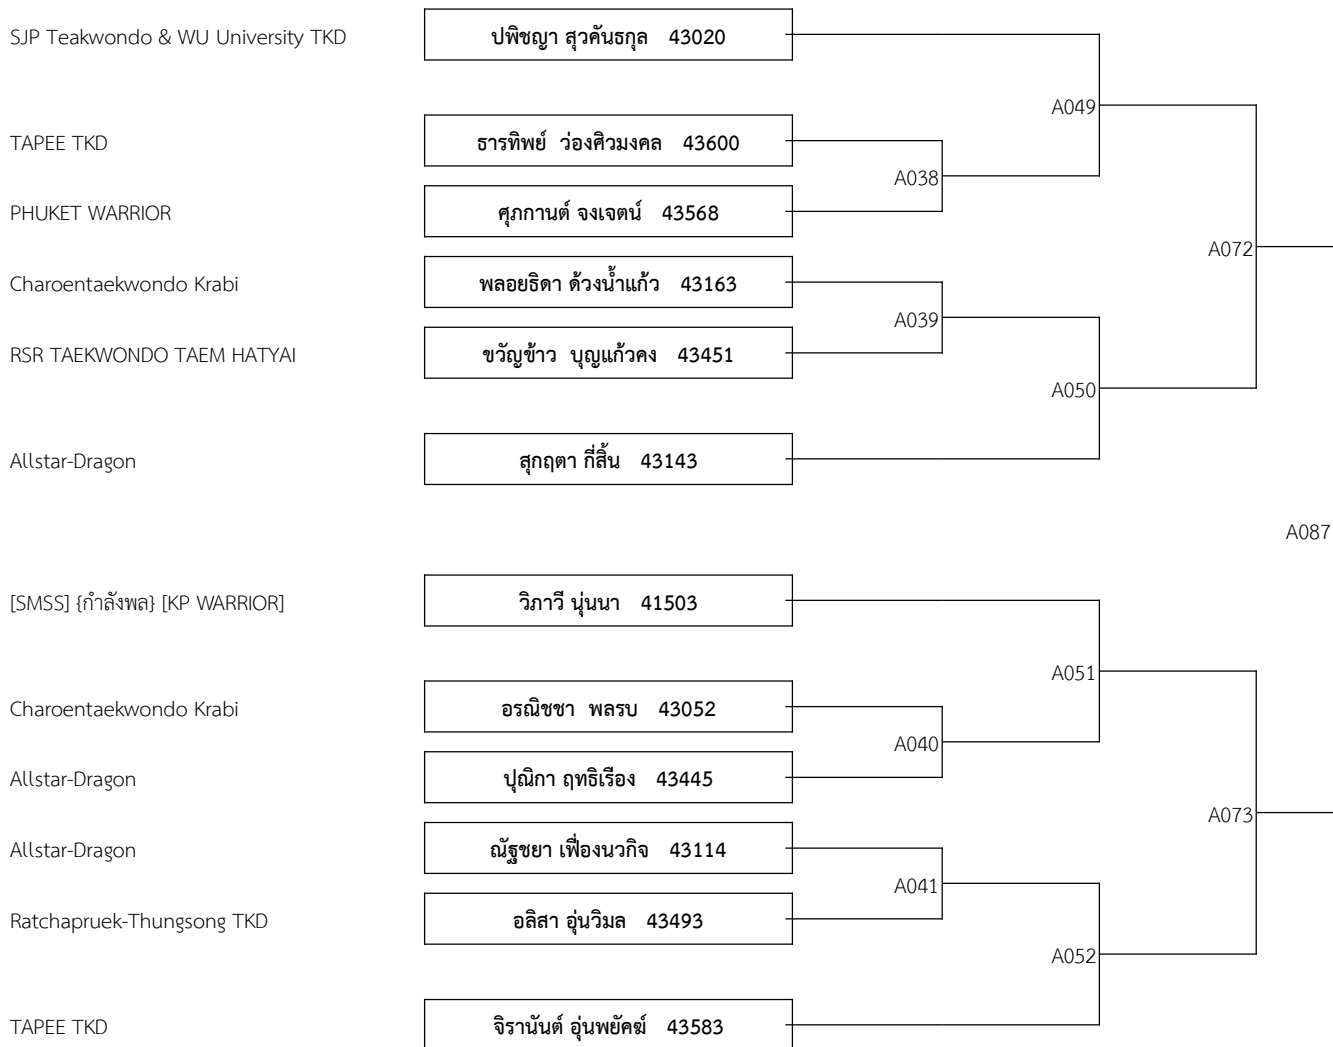 SJP Teakwondo & WU University TKD ปพิชญา สุวคันธกุล 43020
A049
TAPEE TKD ธารทิพย์ ว่องศิวมงคล 43600
A038
PHUKET WARRIOR ศุภกานต์ จงเจตน์ 43568
A072
Charoentaekwondo Krabi พลอยธิดา ด้วงน้ำแก้ว 43163
A039
RSR TAEKWONDO TAEM HATYAI ขวัญข้าว บุญแก้วคง 43451
A050
Allstar-Dragon สุกฤตา กี่สิ้น 43143
A087
[SMSS] {กำลังพล} [KP WARRIOR] วิภาวี นุ่นนา 41503
A051
Charoentaekwondo Krabi อรณิชชา พลรบ 43052
A040
Allstar-Dragon ปุณิกา ฤทธิเรือง 43445
A073
Allstar-Dragon ณัฐชยา เฟื่องนวกิจ 43114
A041
Ratchapruek-Thungsong TKD อลิสา อุ่นวิมล 43493
A052
TAPEE TKD จิรานันต์ อุ่นพยัคฆ์ 43583